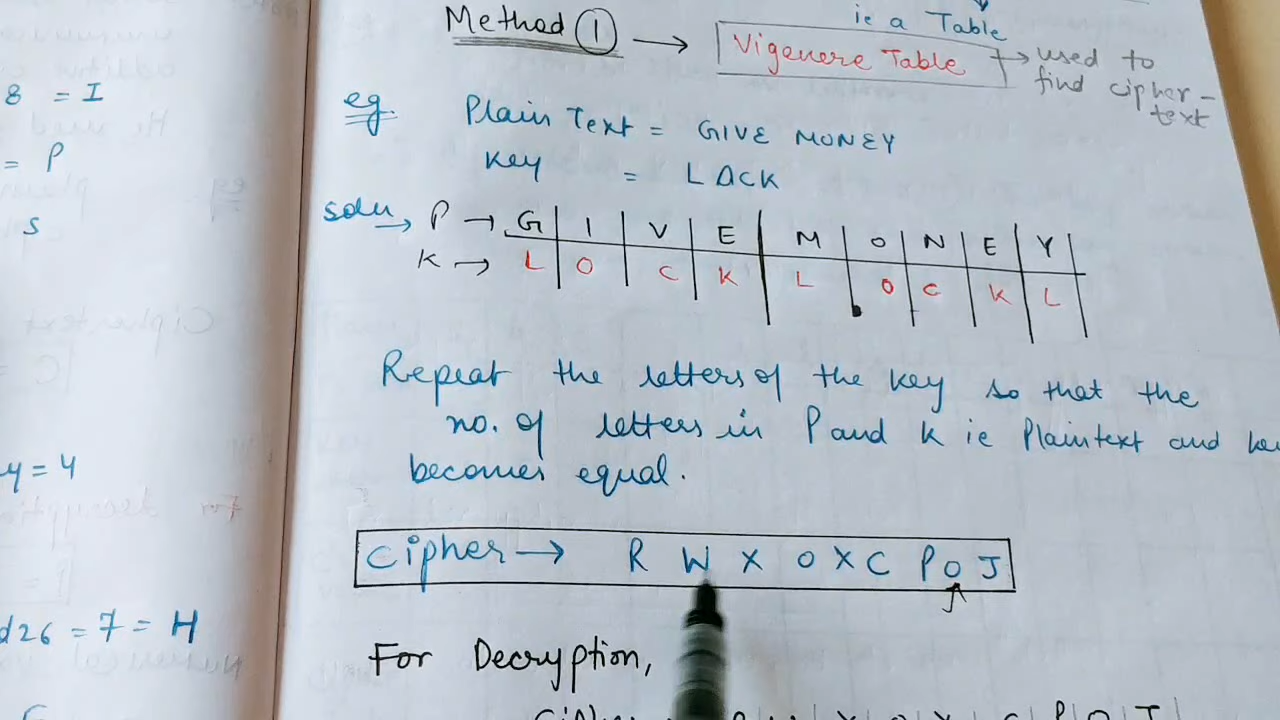 ie a Table
Method 1 → Vigenere Table → used to
find cipher-
text
8 = I
eg Plain Text = GIVE MONEY
= P
Key = LOCK
soln → P → G I V E M O N E Y
S
K → L O C K L O C K L
Repeat the letters of the key so that the
no. of letters in P and K ie Plaintext and
becomes equal.
y = 4
Cipher → R W X O X C P O J
d26 = 7 = H
For Decryption,